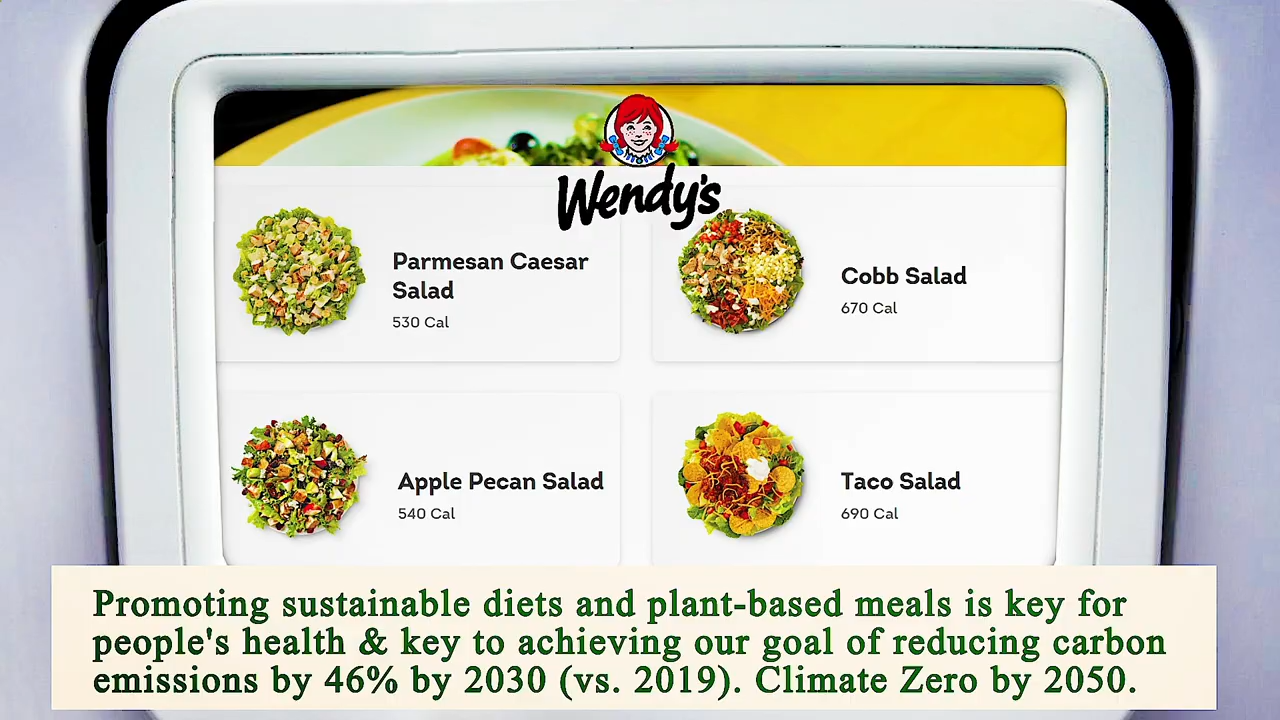 Wendy's
Parmesan Caesar
Salad
530 Cal
Cobb Salad
670 Cal
Apple Pecan Salad
540 Cal
Taco Salad
690 Cal
Promoting sustainable diets and plant-based meals is key for
people's health & key to achieving our goal of reducing carbon
emissions by 46% by 2030 (vs. 2019). Climate Zero by 2050.